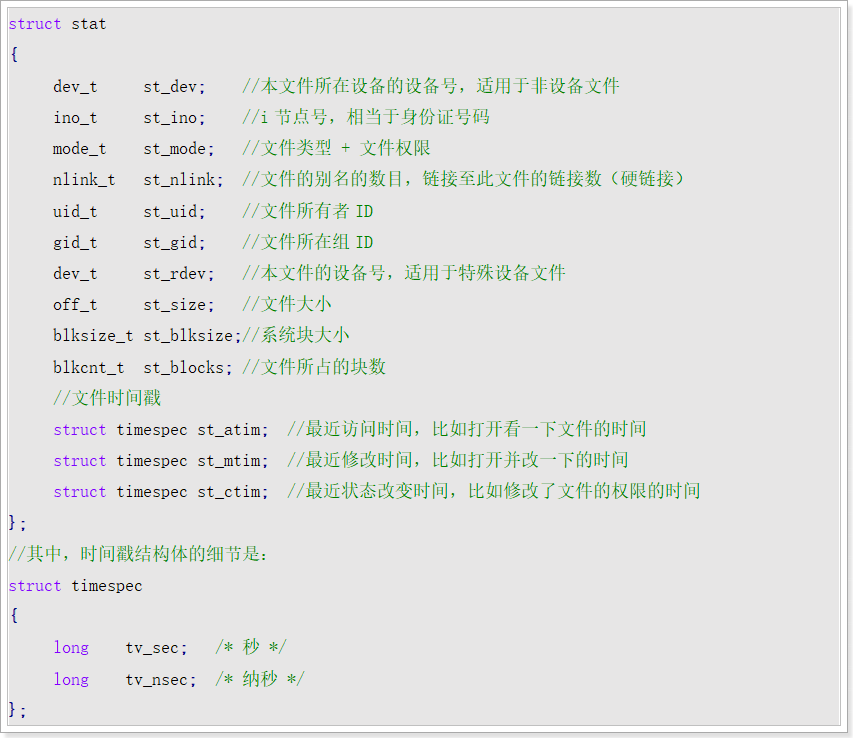 struct stat
{
dev_t st_dev; //本文件所在设备的设备号，适用于非设备文件
ino_t st_ino; //i 节点号，相当于身份证号码
mode_t st_mode; //文件类型 + 文件权限
nlink_t st_nlink; //文件的别名的数目，链接至此文件的链接数（硬链接）
uid_t st_uid; //文件所有者 ID
gid_t st_gid; //文件所在组 ID
dev_t st_rdev; //本文件的设备号，适用于特殊设备文件
off_t st_size; //文件大小
blksize_t st_blksize;//系统块大小
blkcnt_t st_blocks; //文件所占的块数
//文件时间戳
struct timespec st_atim; //最近访问时间，比如打开看一下文件的时间
struct timespec st_mtim; //最近修改时间，比如打开并改一下的时间
struct timespec st_ctim; //最近状态改变时间，比如修改了文件的权限的时间
};
//其中，时间戳结构体的细节是：
struct timespec
{
long tv_sec; /* 秒 */
long tv_nsec; /* 纳秒 */
};